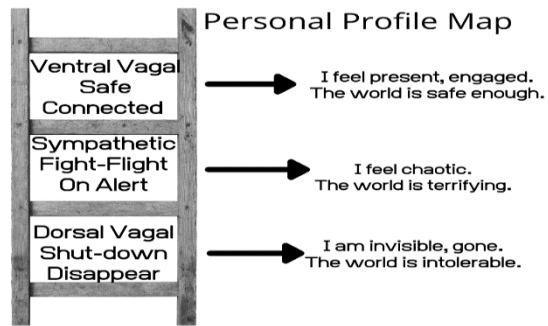 Personal Profile Map
Ventral Vagal
Safe
Connected
I feel present, engaged.
The world is safe enough.
Sympathetic
Fight-Flight
On Alert
I feel chaotic.
The world is terrifying.
Dorsal Vagal
Shut-down
Disappear
I am invisible, gone.
The world is intolerable.